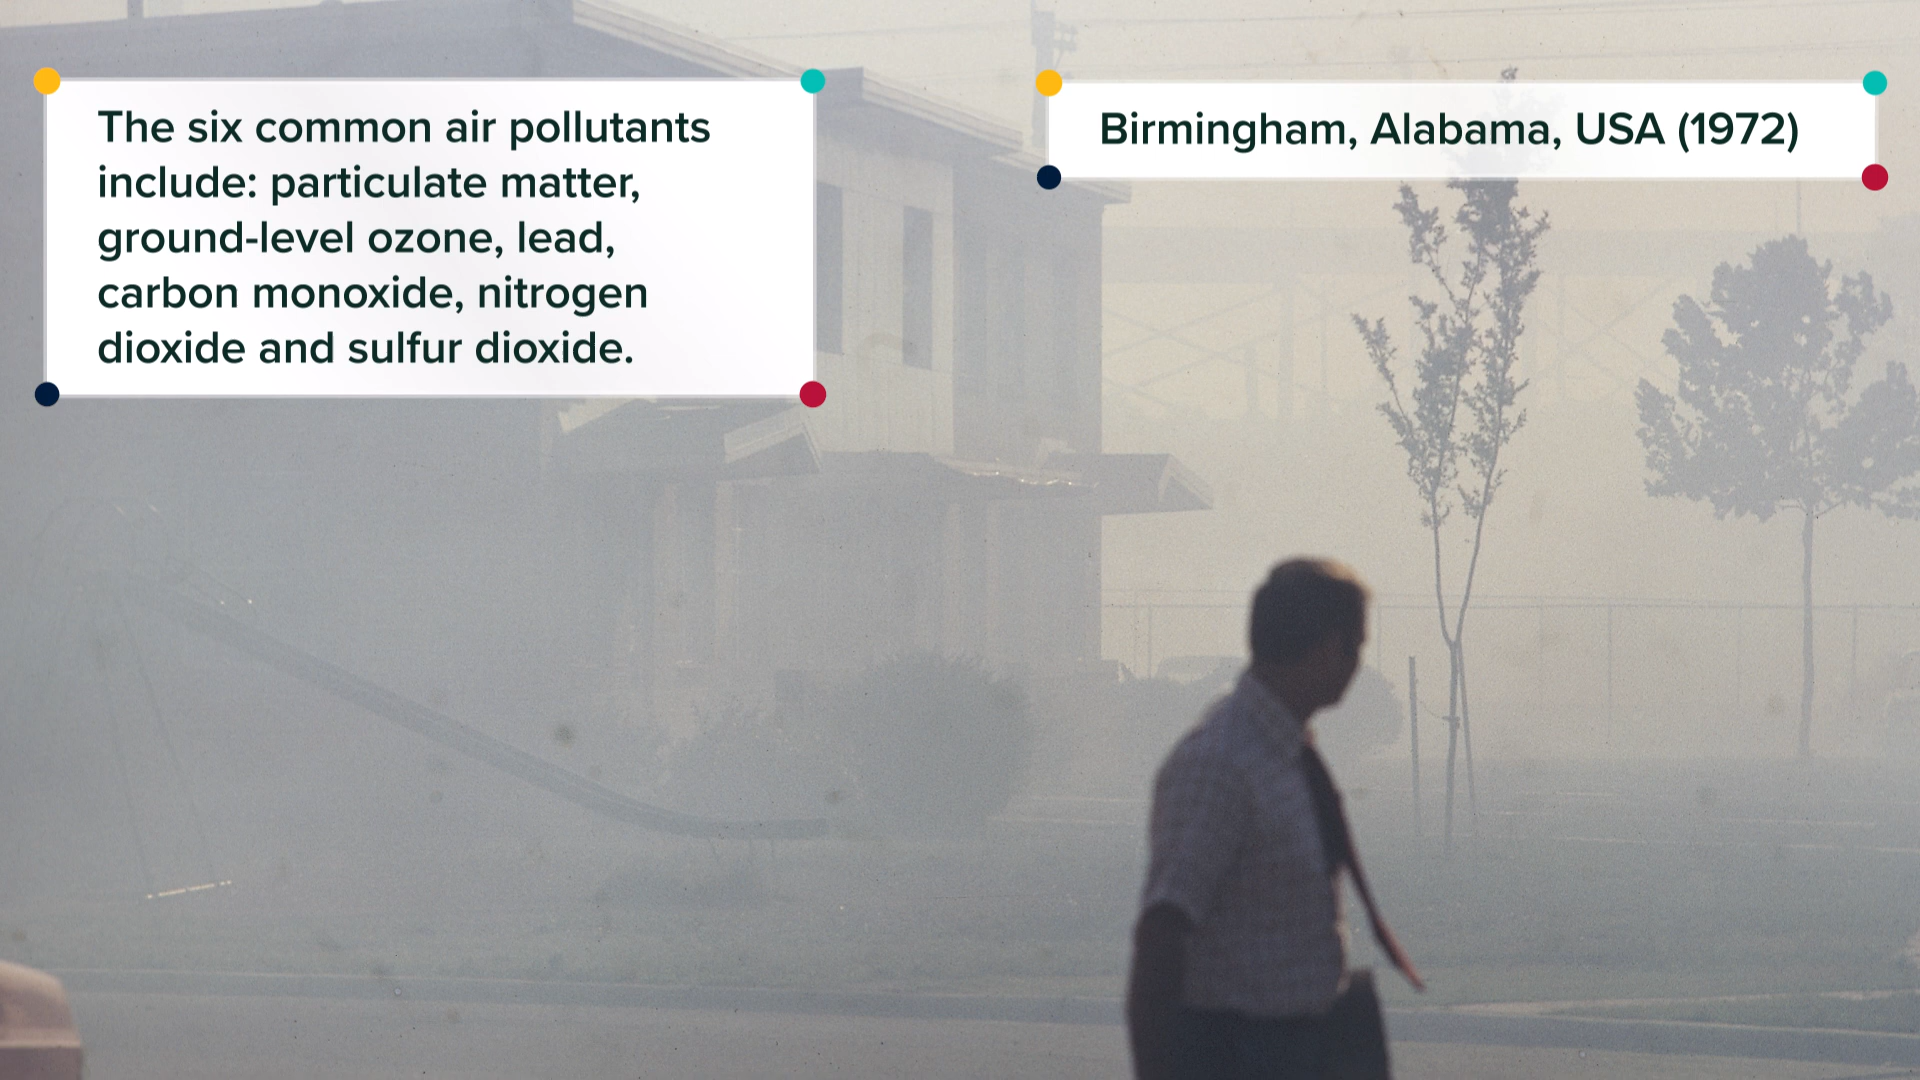 The six common air pollutants
include: particulate matter,
ground-level ozone, lead,
carbon monoxide, nitrogen
dioxide and sulfur dioxide.
Birmingham, Alabama, USA (1972)